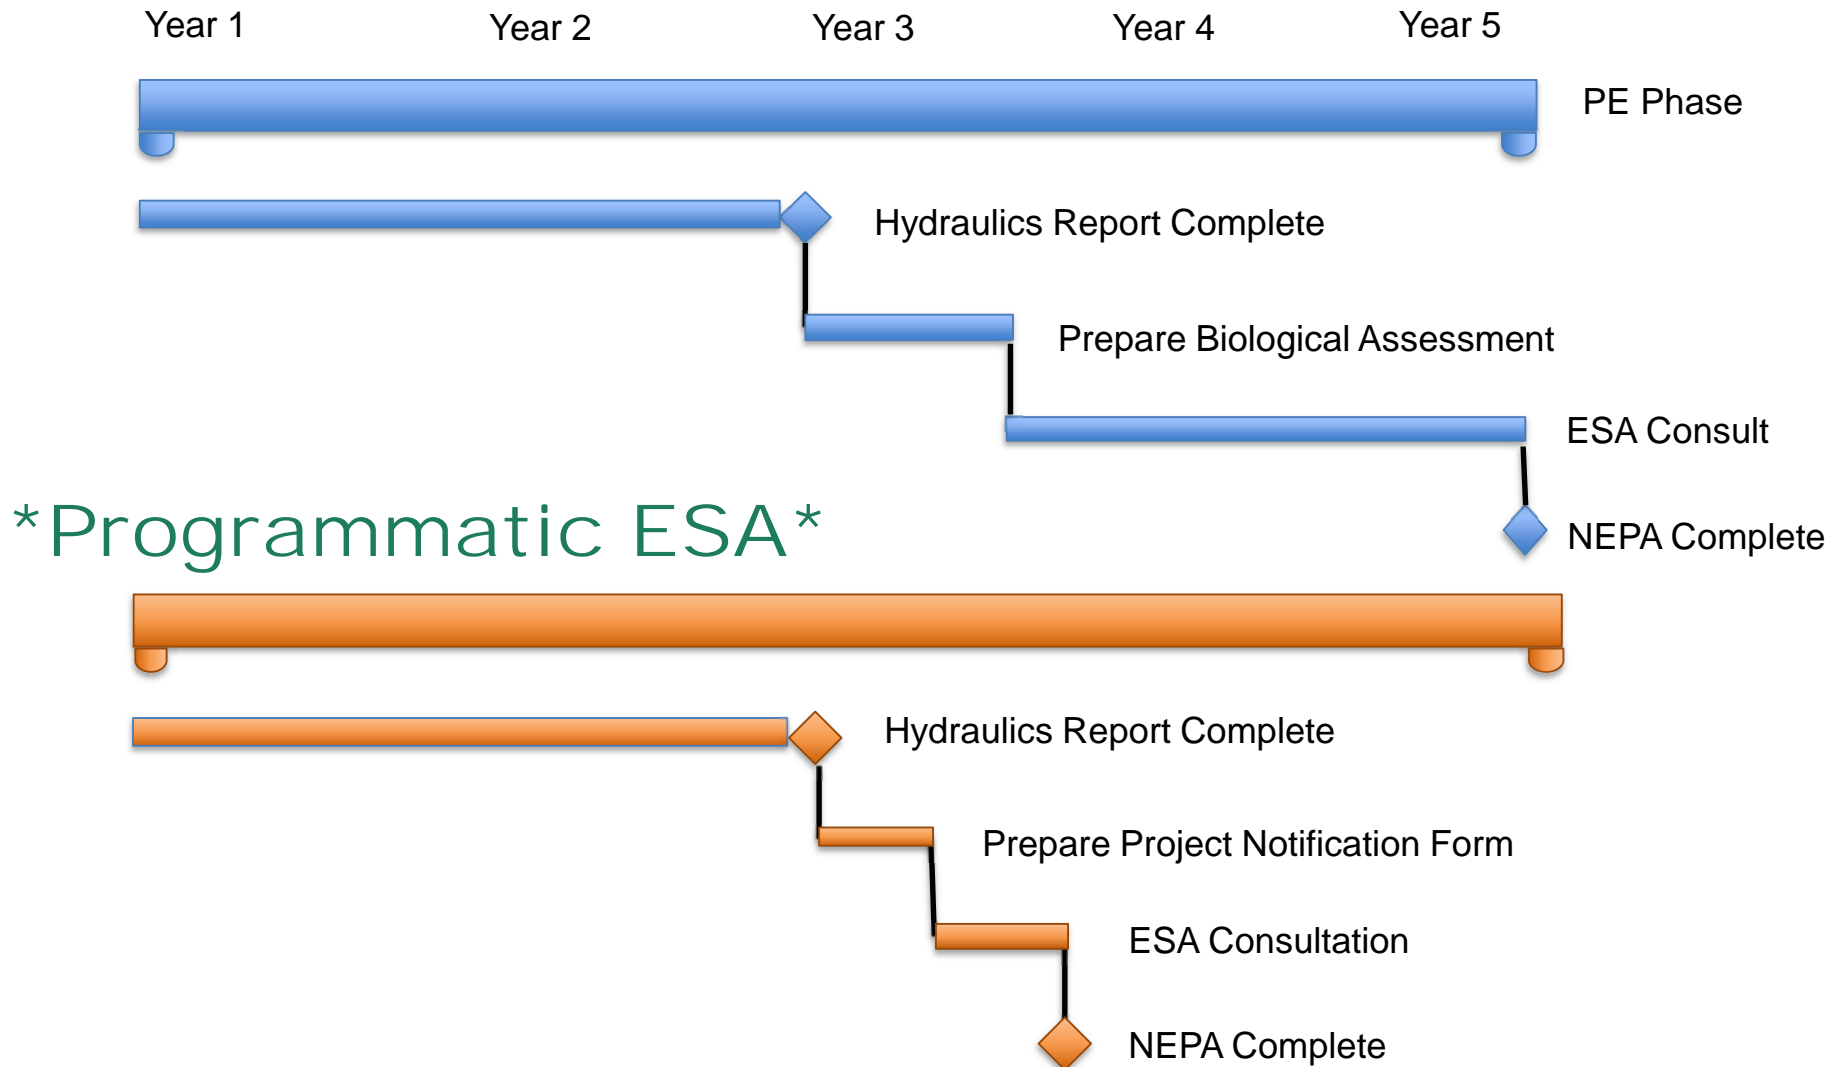 Year 1 Year 2 Year 3 Year 4 Year 5
PE Phase
Hydraulics Report Complete
Prepare Biological Assessment
ESA Consult
*Programmatic ESA*
NEPA Complete
Hydraulics Report Complete
Prepare Project Notification Form
ESA Consultation
NEPA Complete